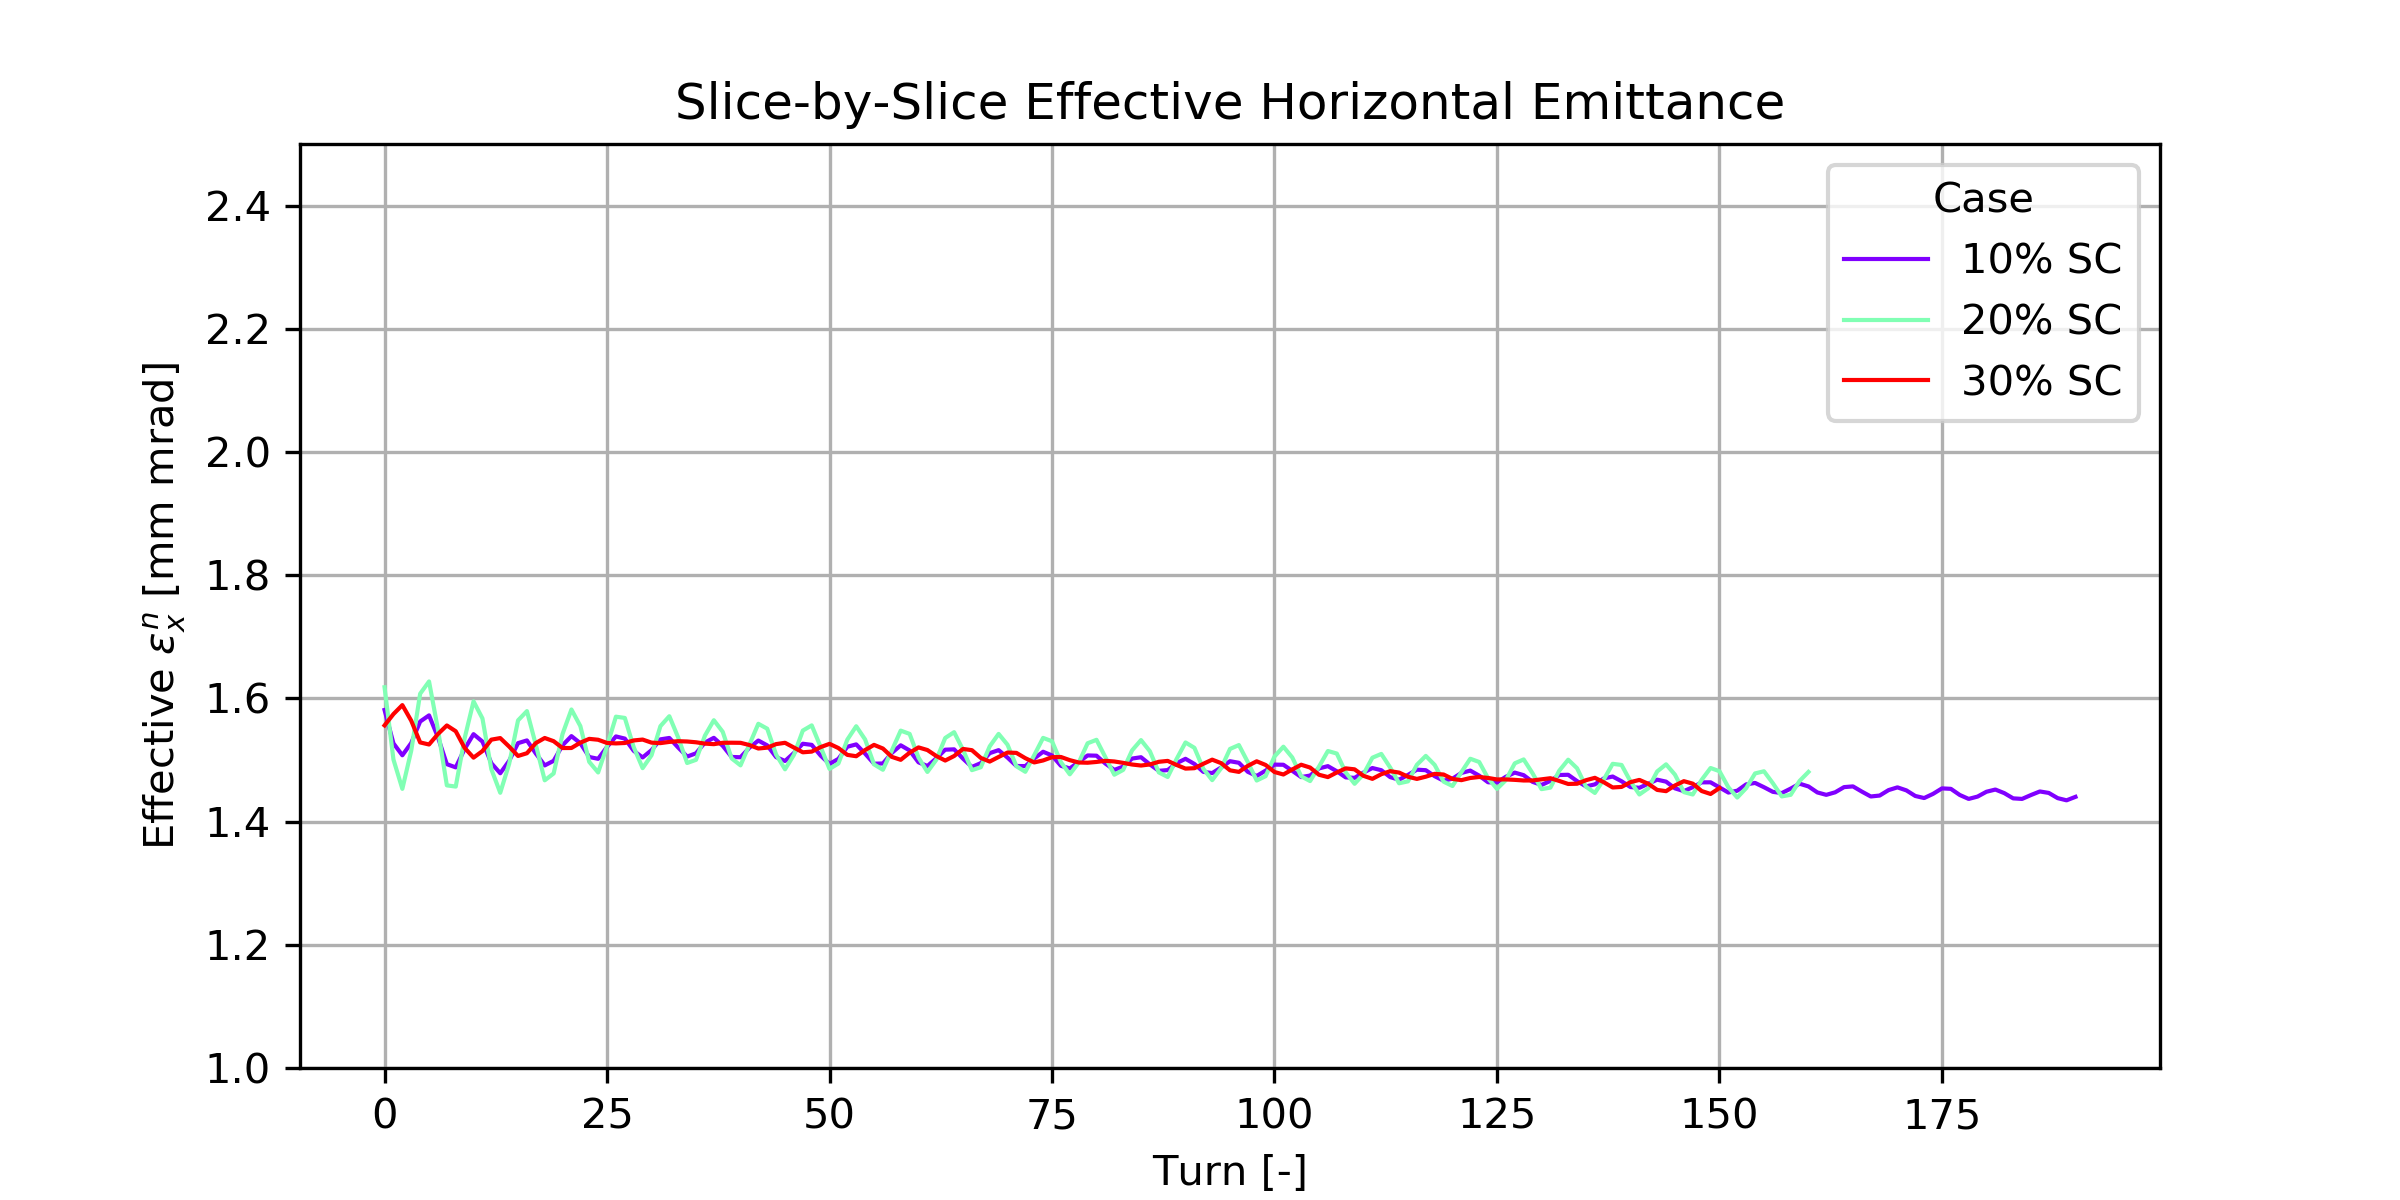 Slice-by-Slice Effective Horizontal Emittance
Effective εₓⁿ [mm mrad]
2.4
2.2
2.0
1.8
1.6
1.4
1.2
1.0
Case
10% SC
20% SC
30% SC
0 25 50 75 100 125 150 175
Turn [-]